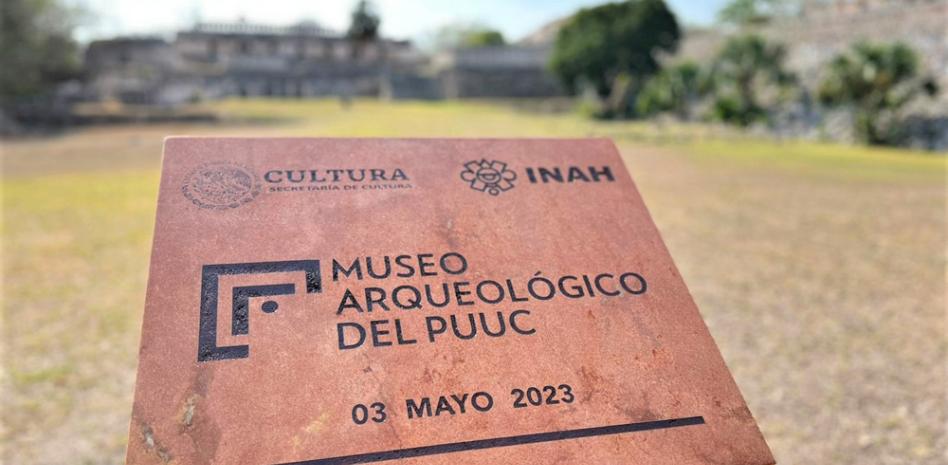 CULTURA
SECRETARÍA DE CULTURA
INAH
MUSEO
ARQUEOLÓGICO
DEL PUUC
03 MAYO 2023